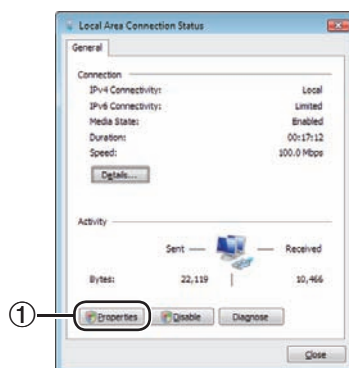 Local Area Connection Status
General
Connection
IPv4 Connectivity: Local
IPv6 Connectivity: Limited
Media State: Enabled
Duration: 00:17:12
Speed: 100.0 Mbps
Details...
Activity
Sent — — Received
Bytes: 22,119 | 10,466
① Properties Disable Diagnose
Close